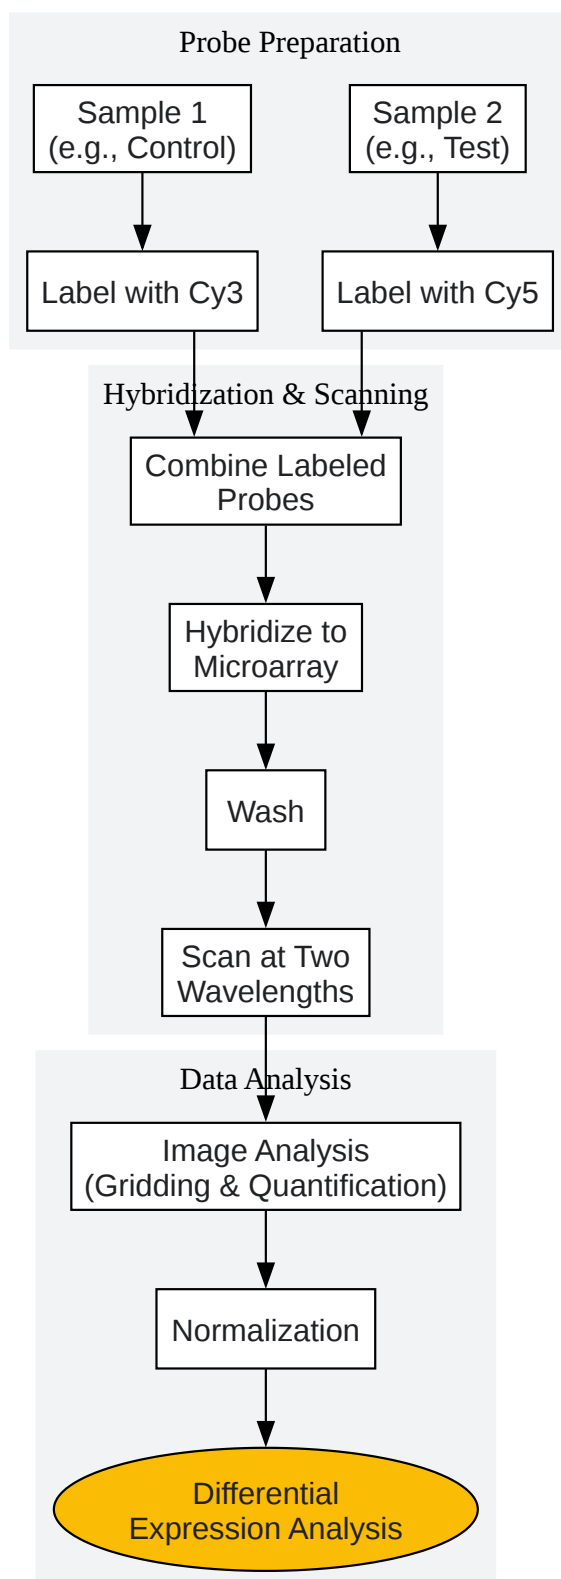 Probe Preparation
Sample 1
(e.g., Control)
Sample 2
(e.g., Test)
Label with Cy3
Label with Cy5
Hybridization & Scanning
Combine Labeled
Probes
Hybridize to
Microarray
Wash
Scan at Two
Wavelengths
Data Analysis
Image Analysis
(Gridding & Quantification)
Normalization
Differential
Expression Analysis